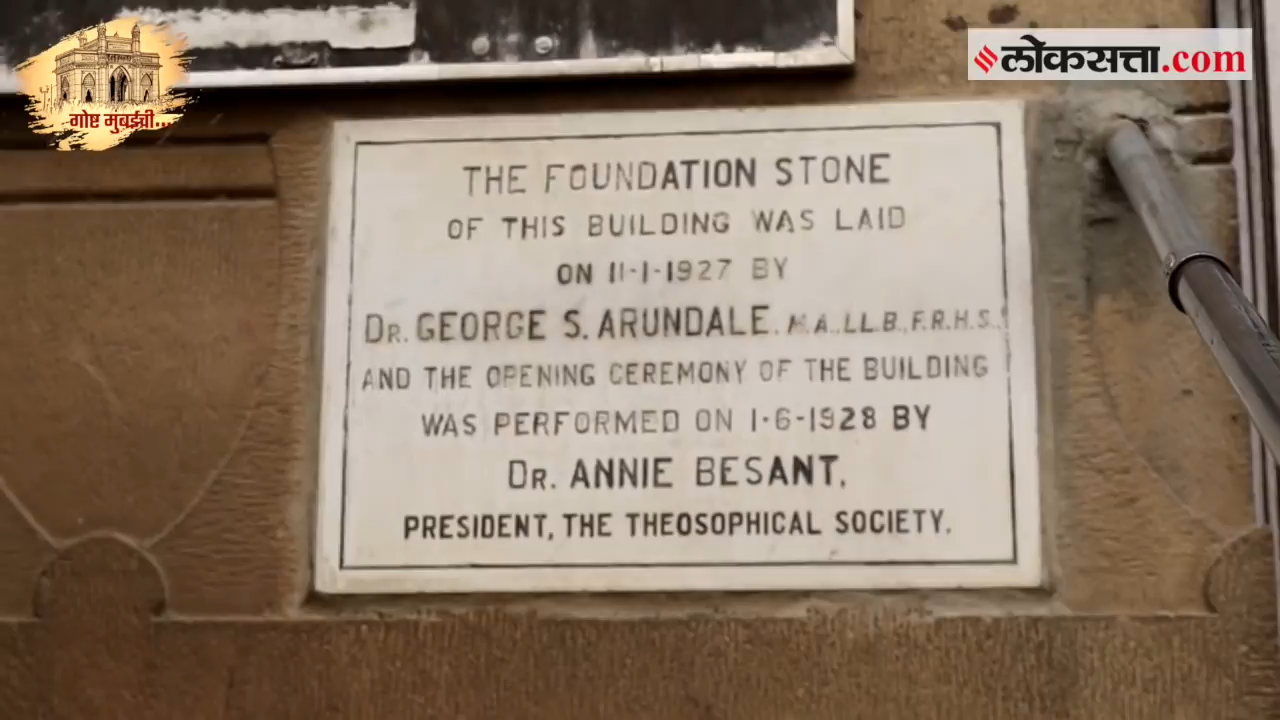 गोष्ट मुंबईची...
लोकसत्ता.com
THE FOUNDATION STONE
OF THIS BUILDING WAS LAID
ON 11-1-1927 BY
DR. GEORGE S. ARUNDALE, M.A., LL.B., F.R.H.S.,
AND THE OPENING CEREMONY OF THE BUILDING
WAS PERFORMED ON 1-6-1928 BY
DR. ANNIE BESANT,
PRESIDENT, THE THEOSOPHICAL SOCIETY.